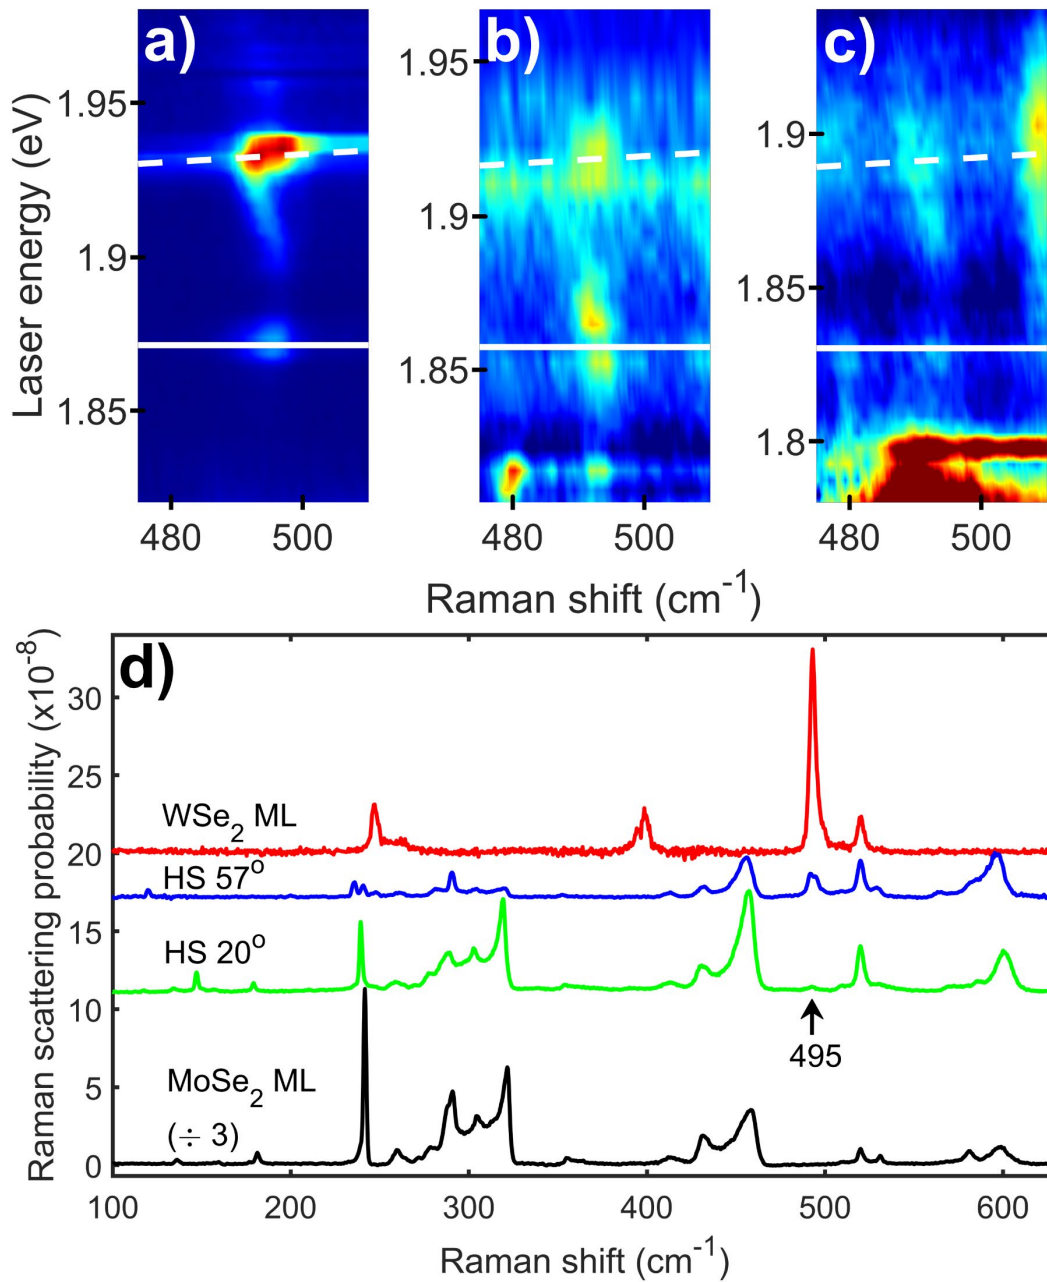 a) b) c)
Laser energy (eV)
1.95
1.9
1.85
1.95
1.9
1.85
1.9
1.85
1.8
480 500 480 500 480 500
Raman shift (cm⁻¹)
d)
Raman scattering probability (x10⁻⁸)
30
25
20
15
10
5
0
WSe₂ ML
HS 57°
HS 20°
495
MoSe₂ ML
(÷ 3)
100 200 300 400 500 600
Raman shift (cm⁻¹)